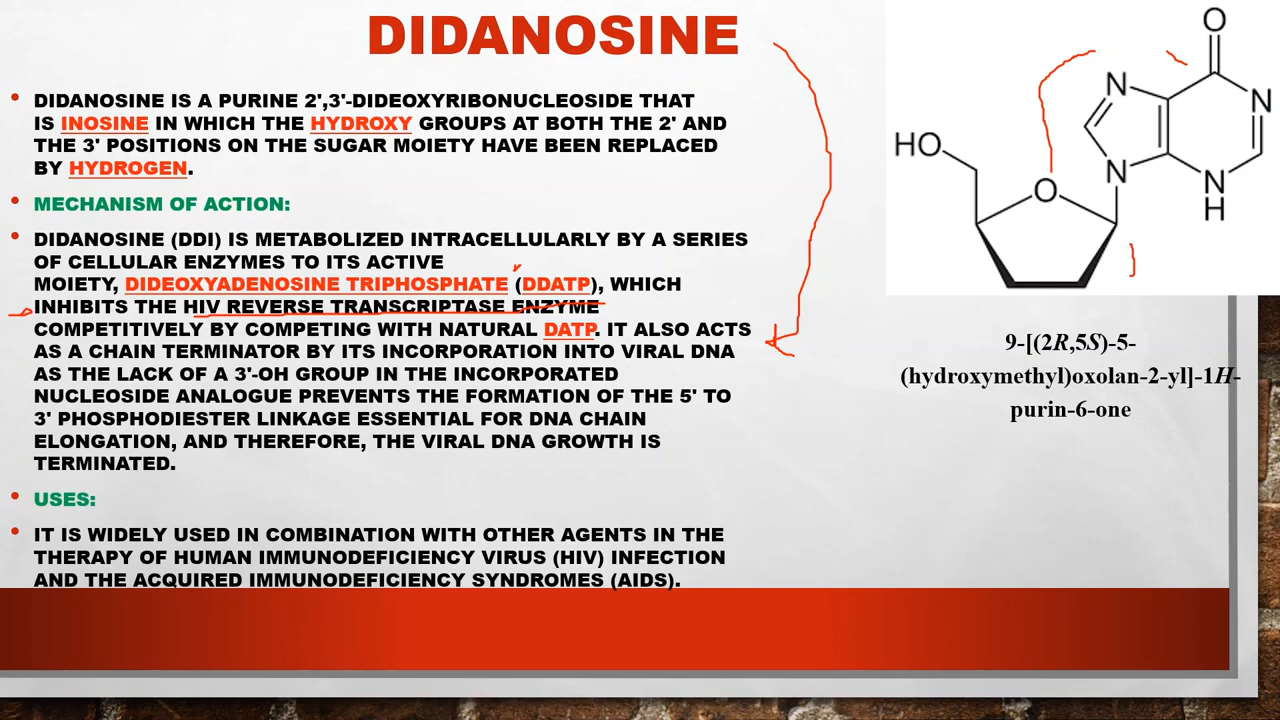 DIDANOSINE
• DIDANOSINE IS A PURINE 2',3'-DIDEOXYRIBONUCLEOSIDE THAT
IS INOSINE IN WHICH THE HYDROXY GROUPS AT BOTH THE 2' AND
THE 3' POSITIONS ON THE SUGAR MOIETY HAVE BEEN REPLACED
BY HYDROGEN.
• MECHANISM OF ACTION:
• DIDANOSINE (DDI) IS METABOLIZED INTRACELLULARLY BY A SERIES
OF CELLULAR ENZYMES TO ITS ACTIVE
MOIETY, DIDEOXYADENOSINE TRIPHOSPHATE (DDATP), WHICH
INHIBITS THE HIV REVERSE TRANSCRIPTASE ENZYME
COMPETITIVELY BY COMPETING WITH NATURAL DATP. IT ALSO ACTS
AS A CHAIN TERMINATOR BY ITS INCORPORATION INTO VIRAL DNA
AS THE LACK OF A 3'-OH GROUP IN THE INCORPORATED
NUCLEOSIDE ANALOGUE PREVENTS THE FORMATION OF THE 5' TO
3' PHOSPHODIESTER LINKAGE ESSENTIAL FOR DNA CHAIN
ELONGATION, AND THEREFORE, THE VIRAL DNA GROWTH IS
TERMINATED.
• USES:
• IT IS WIDELY USED IN COMBINATION WITH OTHER AGENTS IN THE
THERAPY OF HUMAN IMMUNODEFICIENCY VIRUS (HIV) INFECTION
AND THE ACQUIRED IMMUNODEFICIENCY SYNDROMES (AIDS).
O
N
N
HO
O
N
N
H
9-[(2R,5S)-5-
(hydroxymethyl)oxolan-2-yl]-1H-
purin-6-one